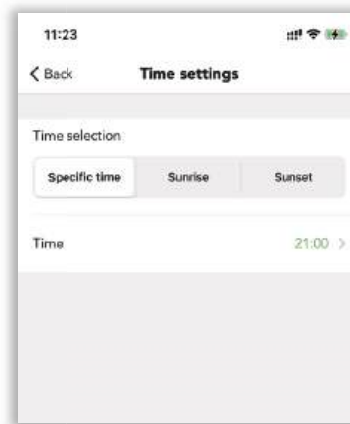 11:23
Back Time settings
Time selection
Specific time Sunrise Sunset
Time 21:00